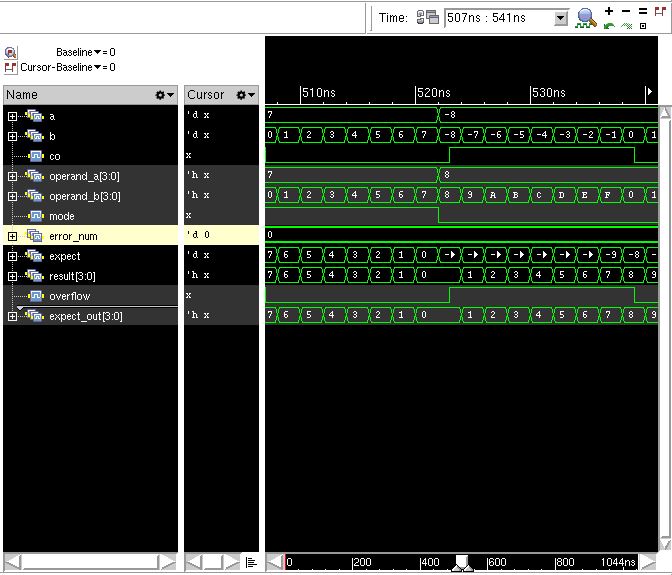 Time: 507ns : 541ns
Baseline▼=0
Cursor-Baseline▼=0
Name Cursor 510ns 520ns 530ns
a 'd x 7 -8
b 'd x 0 1 2 3 4 5 6 7 -8 -7 -6 -5 -4 -3 -2 -1 0 1
co x
operand_a[3:0] 'h x 7 8
operand_b[3:0] 'h x 0 1 2 3 4 5 6 7 8 9 A B C D E F 0 1
mode x
error_num 'd 0 0
expect 'd x 7 6 5 4 3 2 1 0 - - - - - - -9 -8 -
result[3:0] 'h x 7 6 5 4 3 2 1 0 1 2 3 4 5 6 7 8 9
overflow x
expect_out[3:0] 'h x 7 6 5 4 3 2 1 0 1 2 3 4 5 6 7 8 9
0 200 400 600 800 1044ns